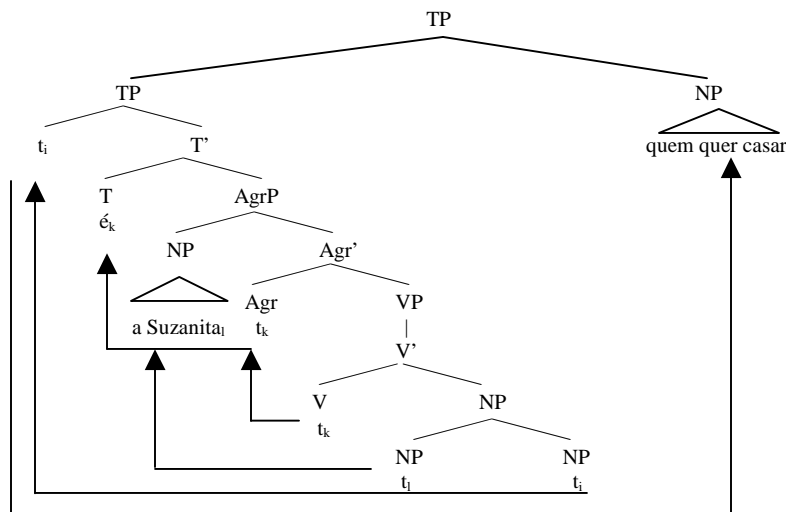 TP
TP NP
tᵢ T’ quem quer casar
T AgrP
éₖ
NP Agr’
Agr VP
a Suzanitaₗ tₖ |
V’
V NP
tₖ
NP NP
tₗ tᵢ